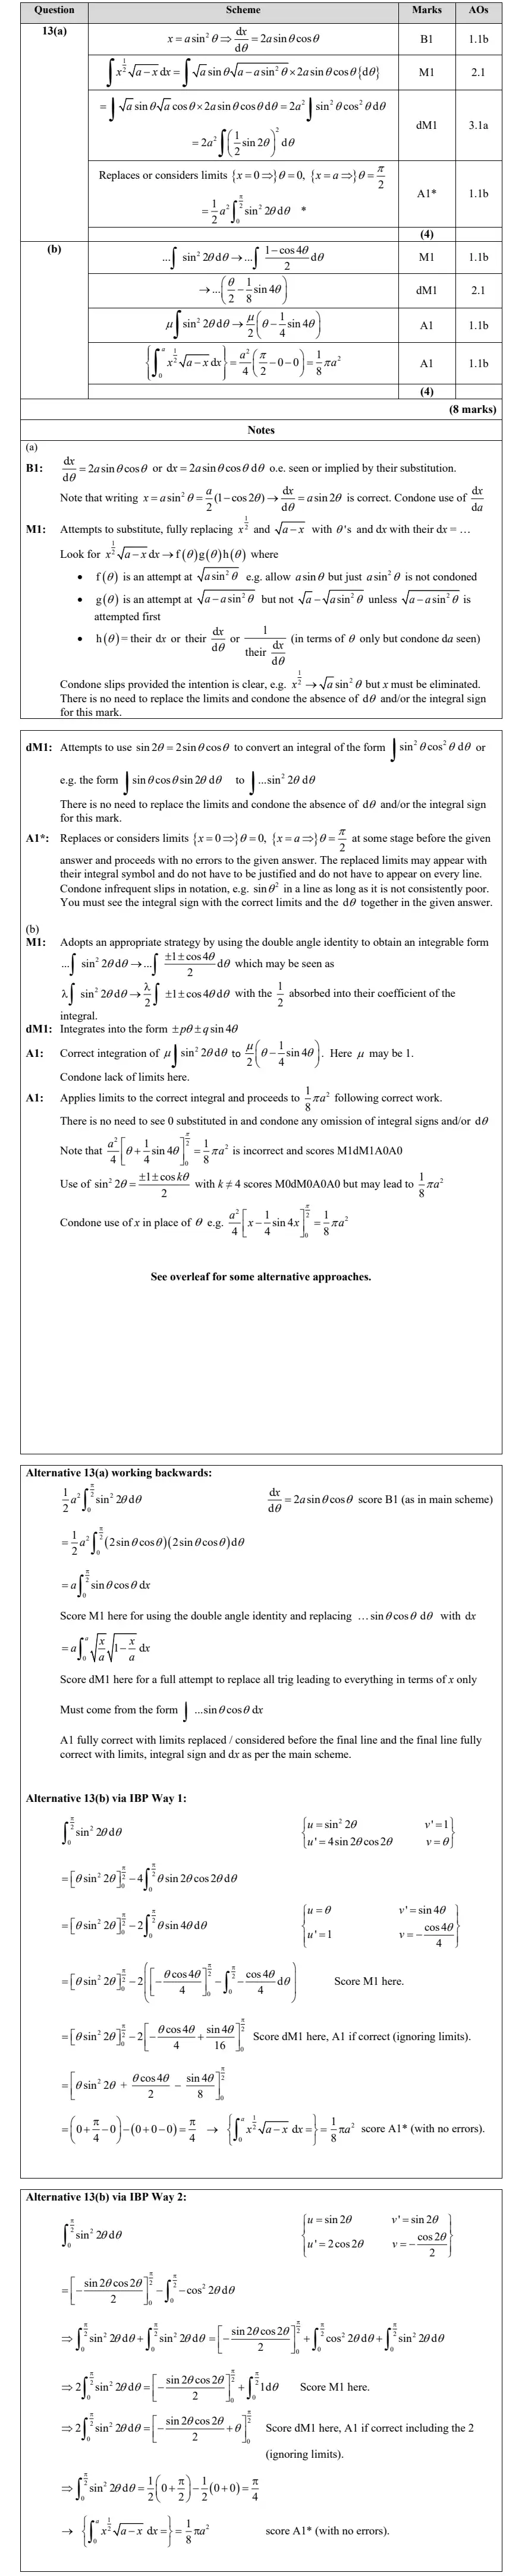 Question Scheme Marks AOs
13(a) x = a sin² θ ⇒ dx/dθ = 2a sin θ cos θ B1 1.1b
∫ x^(1/2) √(a − x) dx = ∫ √a sin θ √(a − a sin² θ) × 2a sin θ cos θ {dθ} M1 2.1
= ∫ √a sin θ √a cos θ × 2a sin θ cos θ dθ = 2a² ∫ sin² θ cos² θ dθ
= 2a² ∫ (1/2 sin 2θ)² dθ dM1 3.1a
Replaces or considers limits {x = 0 ⇒} θ = 0, {x = a ⇒} θ = π/2
= 1/2 a² ∫₀^(π/2) sin² 2θ dθ * A1* 1.1b
(4)
(b) ...∫ sin² 2θ dθ → ...∫ (1 − cos 4θ)/2 dθ M1 1.1b
→ ...(θ/2 − 1/8 sin 4θ) dM1 2.1
μ ∫ sin² 2θ dθ → μ/2 (θ − 1/4 sin 4θ) A1 1.1b
{∫₀^a x^(1/2) √(a − x) dx} = a²/4 (π/2 − 0 − 0) = 1/8 πa² A1 1.1b
(4)
(8 marks)
Notes
(a)
B1: dx/dθ = 2a sin θ cos θ or dx = 2a sin θ cos θ dθ o.e. seen or implied by their substitution.
Note that writing x = a sin² θ = a/2 (1 − cos 2θ) → dx/dθ = a sin 2θ is correct. Condone use of dx/da
M1: Attempts to substitute, fully replacing x^(1/2) and √(a − x) with θ's and dx with their dx = …
Look for x^(1/2) √(a − x) dx → f(θ)g(θ)h(θ) where
• f(θ) is an attempt at √(a sin² θ) e.g. allow a sin θ but just a sin² θ is not condoned
• g(θ) is an attempt at √(a − a sin² θ) but not √a − √(a sin² θ) unless √(a − a sin² θ) is
attempted first
• h(θ) = their dx or their dx/dθ or 1/(their dx/dθ) (in terms of θ only but condone da seen)
Condone slips provided the intention is clear, e.g. x^(1/2) → √a sin² θ but x must be eliminated.
There is no need to replace the limits and condone the absence of dθ and/or the integral sign
for this mark.
dM1: Attempts to use sin 2θ = 2 sin θ cos θ to convert an integral of the form ∫ sin² θ cos² θ dθ or
e.g. the form ∫ sin θ cos θ sin 2θ dθ to ∫ ...sin² 2θ dθ
There is no need to replace the limits and condone the absence of dθ and/or the integral sign
for this mark.
A1*: Replaces or considers limits {x = 0 ⇒} θ = 0, {x = a ⇒} θ = π/2 at some stage before the given
answer and proceeds with no errors to the given answer. The replaced limits may appear with
their integral symbol and do not have to be justified and do not have to appear on every line.
Condone infrequent slips in notation, e.g. sin θ² in a line as long as it is not consistently poor.
You must see the integral sign with the correct limits and the dθ together in the given answer.
(b)
M1: Adopts an appropriate strategy by using the double angle identity to obtain an integrable form
...∫ sin² 2θ dθ → ...∫ (±1 ± cos 4θ)/2 dθ which may be seen as
λ ∫ sin² 2θ dθ → λ/2 ∫ ±1 ± cos 4θ dθ with the 1/2 absorbed into their coefficient of the
integral.
dM1: Integrates into the form ±pθ ± q sin 4θ
A1: Correct integration of μ ∫ sin² 2θ dθ to μ/2 (θ − 1/4 sin 4θ). Here μ may be 1.
Condone lack of limits here.
A1: Applies limits to the correct integral and proceeds to 1/8 πa² following correct work.
There is no need to see 0 substituted in and condone any omission of integral signs and/or dθ
Note that a²/4 [θ + 1/4 sin 4θ]₀^(π/2) = 1/8 πa² is incorrect and scores M1dM1A0A0
Use of sin² 2θ = (±1 ± cos kθ)/2 with k ≠ 4 scores M0dM0A0A0 but may lead to 1/8 πa²
Condone use of x in place of θ e.g. a²/4 [x − 1/4 sin 4x]₀^(π/2) = 1/8 πa²
See overleaf for some alternative approaches.
Alternative 13(a) working backwards:
1/2 a² ∫₀^(π/2) sin² 2θ dθ dx/dθ = 2a sin θ cos θ score B1 (as in main scheme)
= 1/2 a² ∫₀^(π/2) (2 sin θ cos θ)(2 sin θ cos θ) dθ
= a ∫₀^(π/2) sin θ cos θ dx
Score M1 here for using the double angle identity and replacing …sin θ cos θ dθ with dx
= a ∫₀^a √(x/a) √(1 − x/a) dx
Score dM1 here for a full attempt to replace all trig leading to everything in terms of x only
Must come from the form ∫ ...sin θ cos θ dx
A1 fully correct with limits replaced / considered before the final line and the final line fully
correct with limits, integral sign and dx as per the main scheme.
Alternative 13(b) via IBP Way 1:
∫₀^(π/2) sin² 2θ dθ {u = sin² 2θ v' = 1
u' = 4 sin 2θ cos 2θ v = θ}
= [θ sin² 2θ]₀^(π/2) − 4 ∫₀^(π/2) θ sin 2θ cos 2θ dθ
= [θ sin² 2θ]₀^(π/2) − 2 ∫₀^(π/2) θ sin 4θ dθ {u = θ v' = sin 4θ
u' = 1 v = −cos 4θ/4}
= [θ sin² 2θ]₀^(π/2) − 2([−θ cos 4θ/4]₀^(π/2) − ∫₀^(π/2) −cos 4θ/4 dθ) Score M1 here.
= [θ sin² 2θ]₀^(π/2) − 2[−θ cos 4θ/4 + sin 4θ/16]₀^(π/2) Score dM1 here, A1 if correct (ignoring limits).
= [θ sin² 2θ + θ cos 4θ/2 − sin 4θ/8]₀^(π/2)
= (0 + π/4 − 0) − (0 + 0 − 0) = π/4 → {∫₀^a x^(1/2) √(a − x) dx =} = 1/8 πa² score A1* (with no errors).
Alternative 13(b) via IBP Way 2:
∫₀^(π/2) sin² 2θ dθ {u = sin 2θ v' = sin 2θ
u' = 2 cos 2θ v = −cos 2θ/2}
= [−sin 2θ cos 2θ/2]₀^(π/2) − ∫₀^(π/2) −cos² 2θ dθ
⇒ ∫₀^(π/2) sin² 2θ dθ + ∫₀^(π/2) sin² 2θ dθ = [−sin 2θ cos 2θ/2]₀^(π/2) + ∫₀^(π/2) cos² 2θ dθ + ∫₀^(π/2) sin² 2θ dθ
⇒ 2 ∫₀^(π/2) sin² 2θ dθ = [−sin 2θ cos 2θ/2]₀^(π/2) + ∫₀^(π/2) 1 dθ Score M1 here.
⇒ 2 ∫₀^(π/2) sin² 2θ dθ = [−sin 2θ cos 2θ/2 + θ]₀^(π/2) Score dM1 here, A1 if correct including the 2
(ignoring limits).
⇒ ∫₀^(π/2) sin² 2θ dθ = 1/2 (0 + π/2) − 1/2 (0 + 0) = π/4
→ {∫₀^a x^(1/2) √(a − x) dx =} = 1/8 πa² score A1* (with no errors).